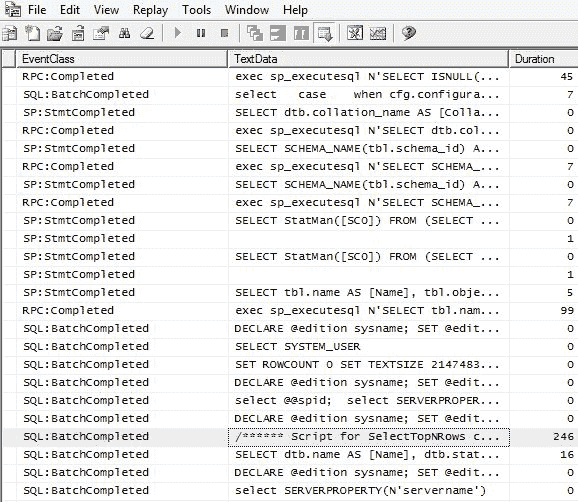 File Edit View Replay Tools Window Help
EventClass TextData Duration
RPC:Completed exec sp_executesql N'SELECT ISNULL(... 45
SQL:BatchCompleted select case when cfg.configura... 7
SP:StmtCompleted SELECT dtb.collation_name AS [Colla... 0
RPC:Completed exec sp_executesql N'SELECT dtb.col... 0
SP:StmtCompleted SELECT SCHEMA_NAME(tbl.schema_id) A... 0
RPC:Completed exec sp_executesql N'SELECT SCHEMA_... 7
SP:StmtCompleted SELECT SCHEMA_NAME(tbl.schema_id) A... 0
RPC:Completed exec sp_executesql N'SELECT SCHEMA_... 7
SP:StmtCompleted SELECT StatMan([SC0]) FROM (SELECT ... 0
SP:StmtCompleted 1
SP:StmtCompleted SELECT StatMan([SC0]) FROM (SELECT ... 0
SP:StmtCompleted 1
SP:StmtCompleted SELECT tbl.name AS [Name], tbl.obje... 5
RPC:Completed exec sp_executesql N'SELECT tbl.nam... 99
SQL:BatchCompleted DECLARE @edition sysname; SET @edit... 0
SQL:BatchCompleted SELECT SYSTEM_USER 0
SQL:BatchCompleted SET ROWCOUNT 0 SET TEXTSIZE 2147483... 0
SQL:BatchCompleted DECLARE @edition sysname; SET @edit... 0
SQL:BatchCompleted select @@spid; select SERVERPROPER... 0
SQL:BatchCompleted DECLARE @edition sysname; SET @edit... 0
SQL:BatchCompleted /****** Script for SelectTopNRows c... 246
SQL:BatchCompleted SELECT dtb.name AS [Name], dtb.stat... 16
SQL:BatchCompleted DECLARE @edition sysname; SET @edit... 0
SQL:BatchCompleted select SERVERPROPERTY(N'servername') 0